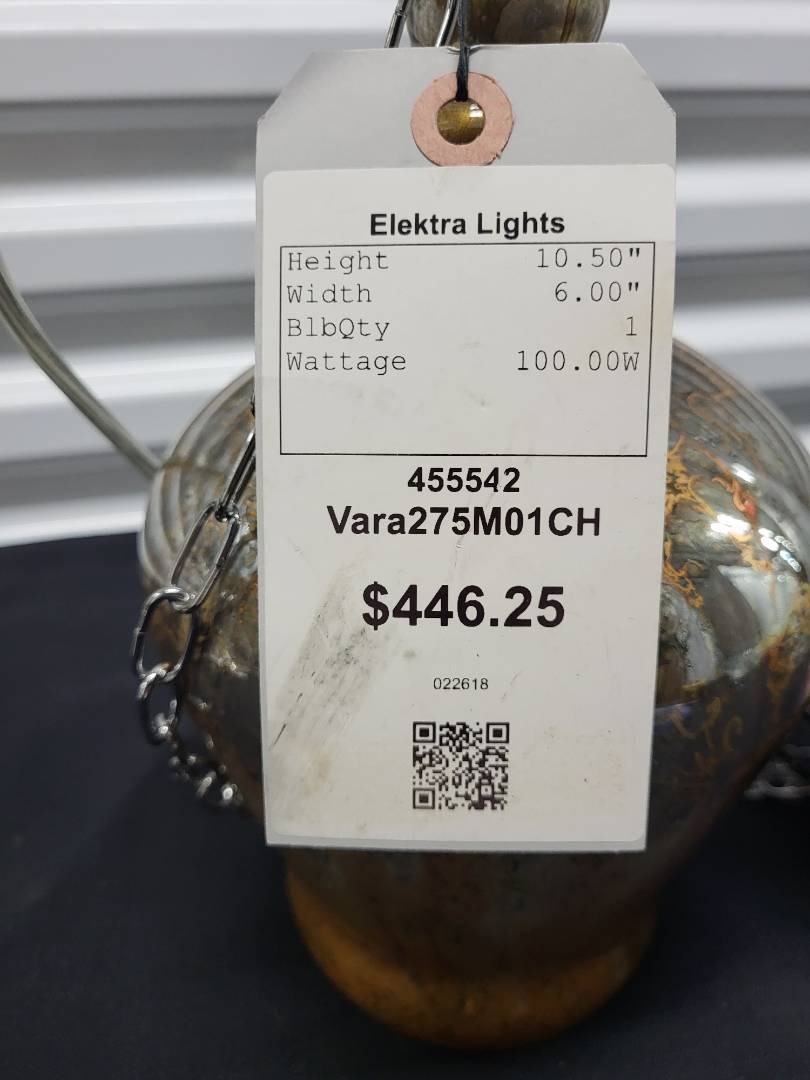 Elektra Lights
Height 10.50"
Width 6.00"
BlbQty 1
Wattage 100.00W
455542
Vara275M01CH
$446.25
022618